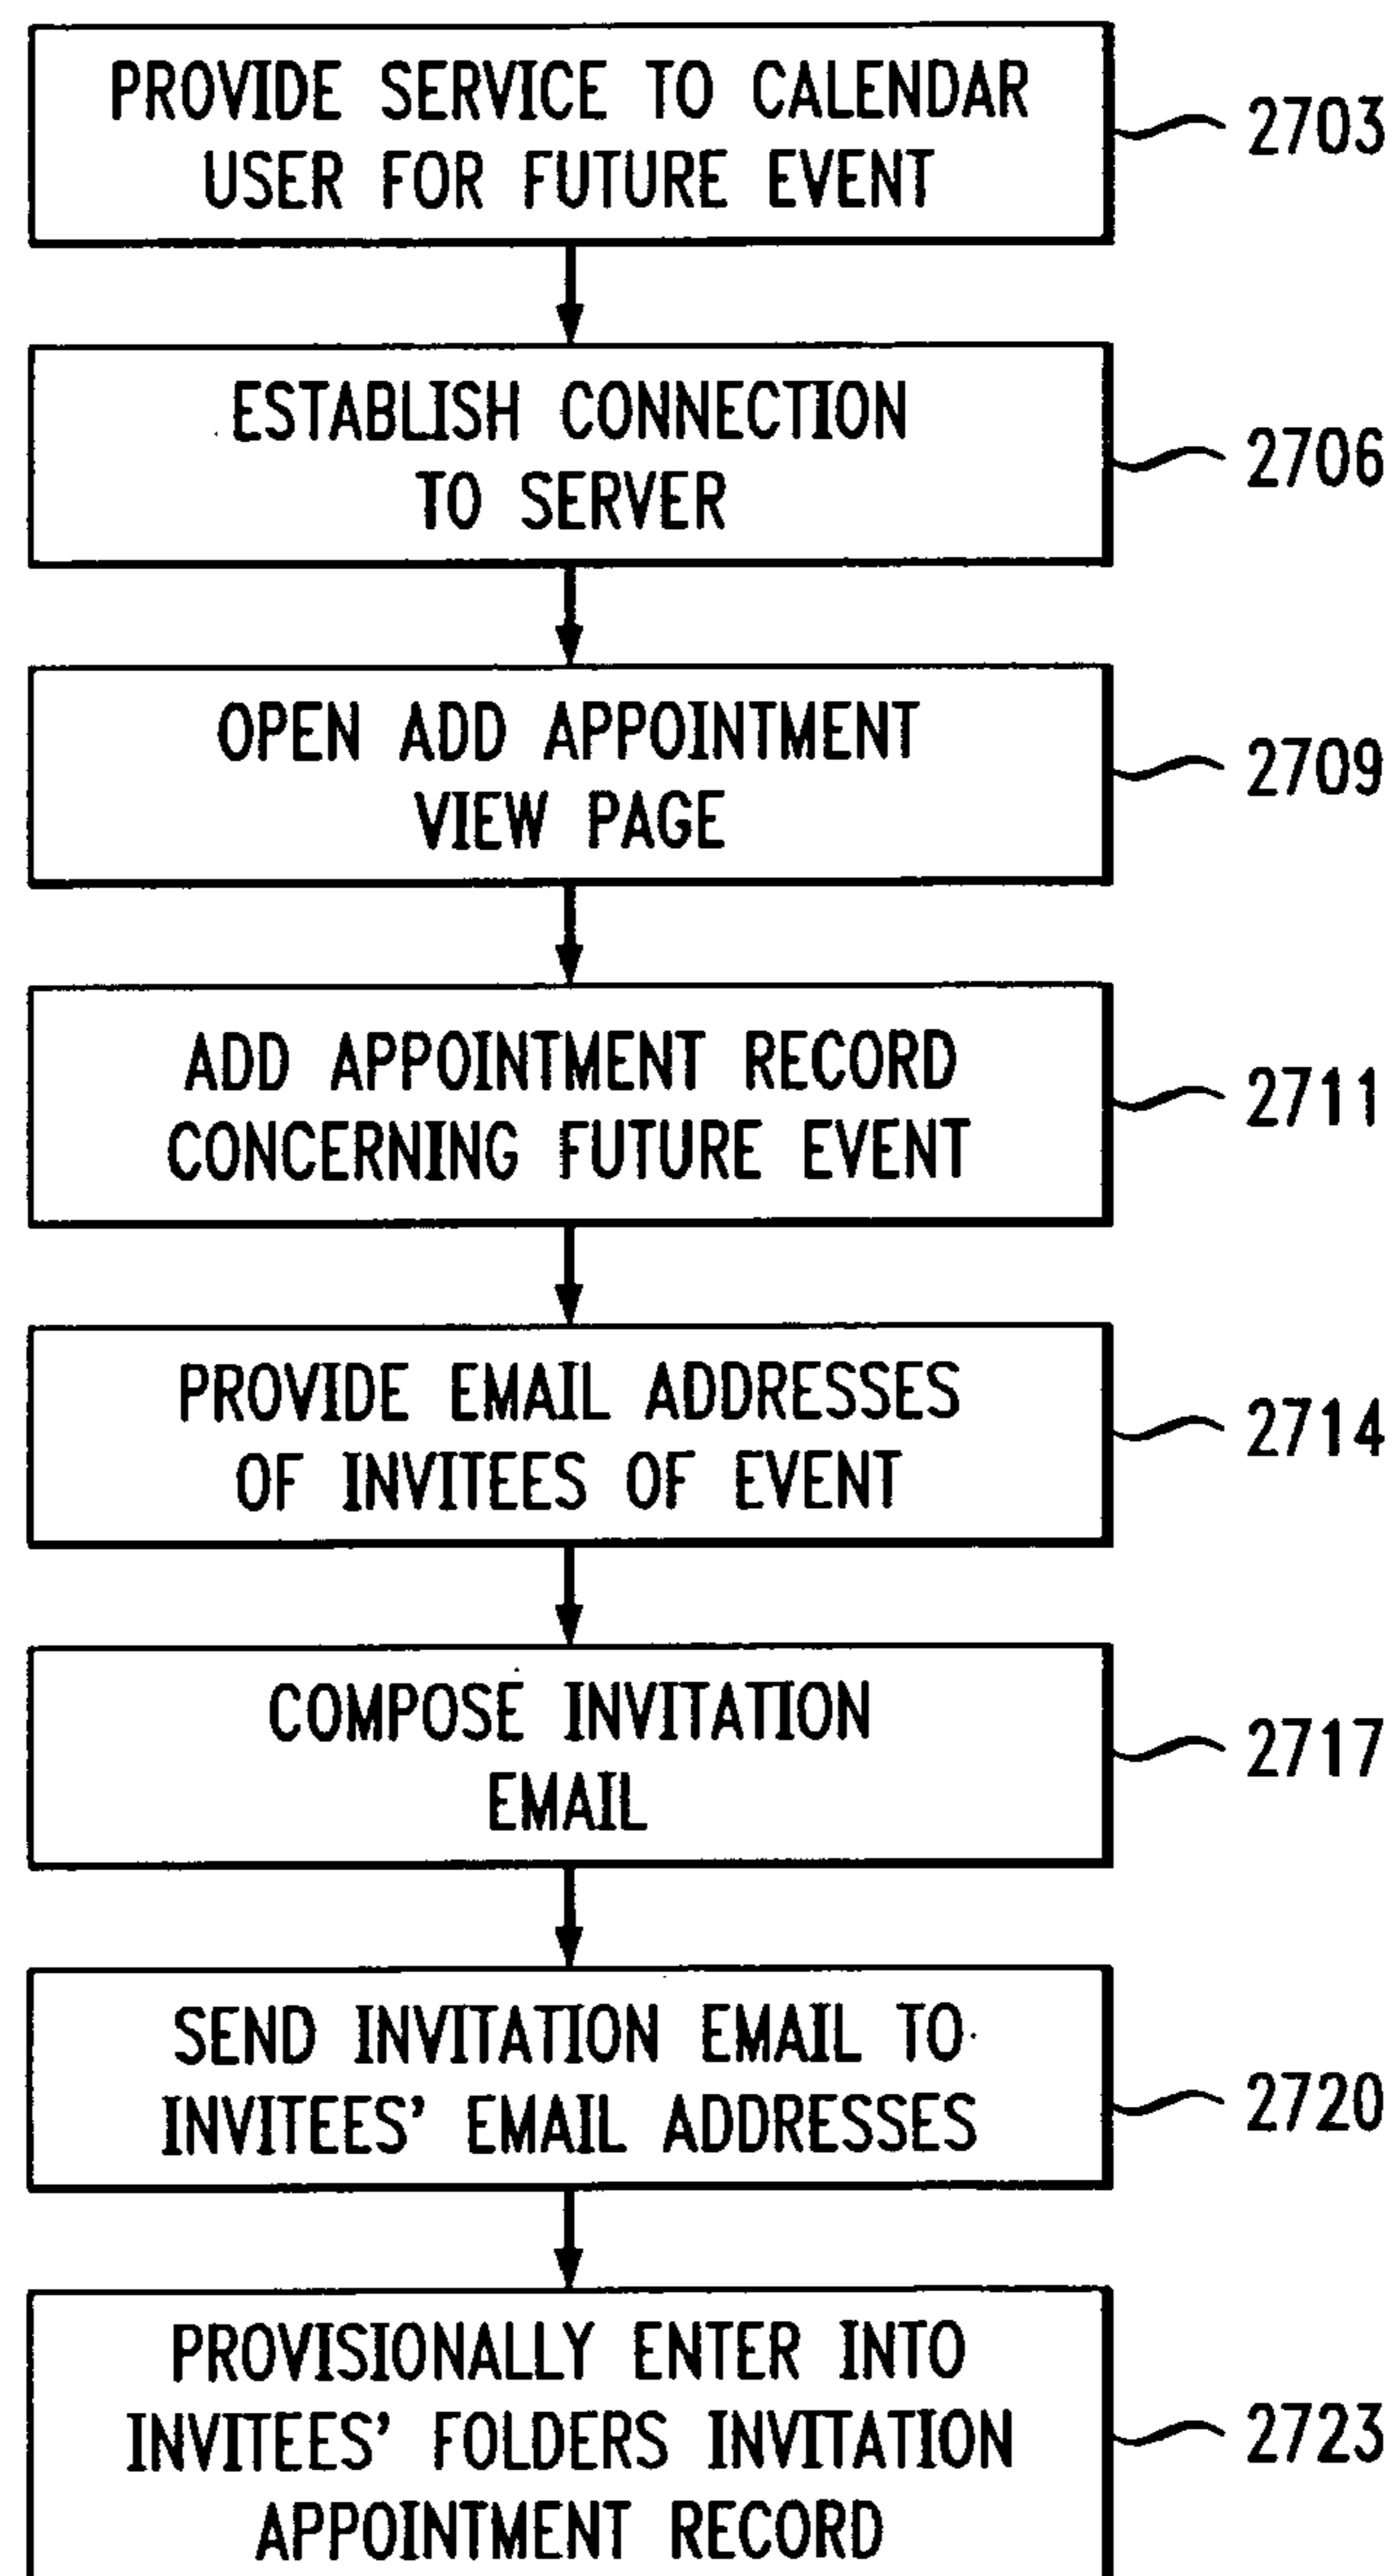 PROVIDE SERVICE TO CALENDAR
USER FOR FUTURE EVENT
2703
ESTABLISH CONNECTION
TO SERVER
2706
OPEN ADD APPOINTMENT
VIEW PAGE
2709
ADD APPOINTMENT RECORD
CONCERNING FUTURE EVENT
2711
PROVIDE EMAIL ADDRESSES
OF INVITEES OF EVENT
2714
COMPOSE INVITATION
EMAIL
2717
SEND INVITATION EMAIL TO
INVITEES' EMAIL ADDRESSES
2720
PROVISIONALLY ENTER INTO
INVITEES' FOLDERS INVITATION
APPOINTMENT RECORD
2723